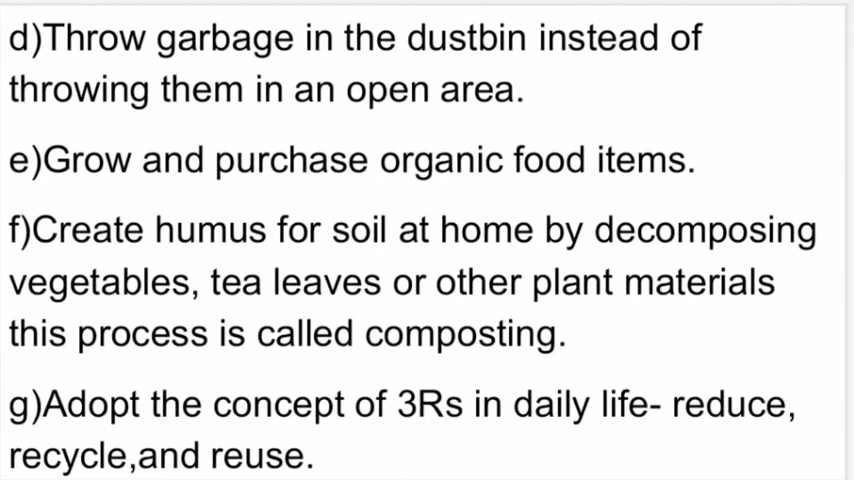 d)Throw garbage in the dustbin instead of
throwing them in an open area.
e)Grow and purchase organic food items.
f)Create humus for soil at home by decomposing
vegetables, tea leaves or other plant materials
this process is called composting.
g)Adopt the concept of 3Rs in daily life- reduce,
recycle,and reuse.